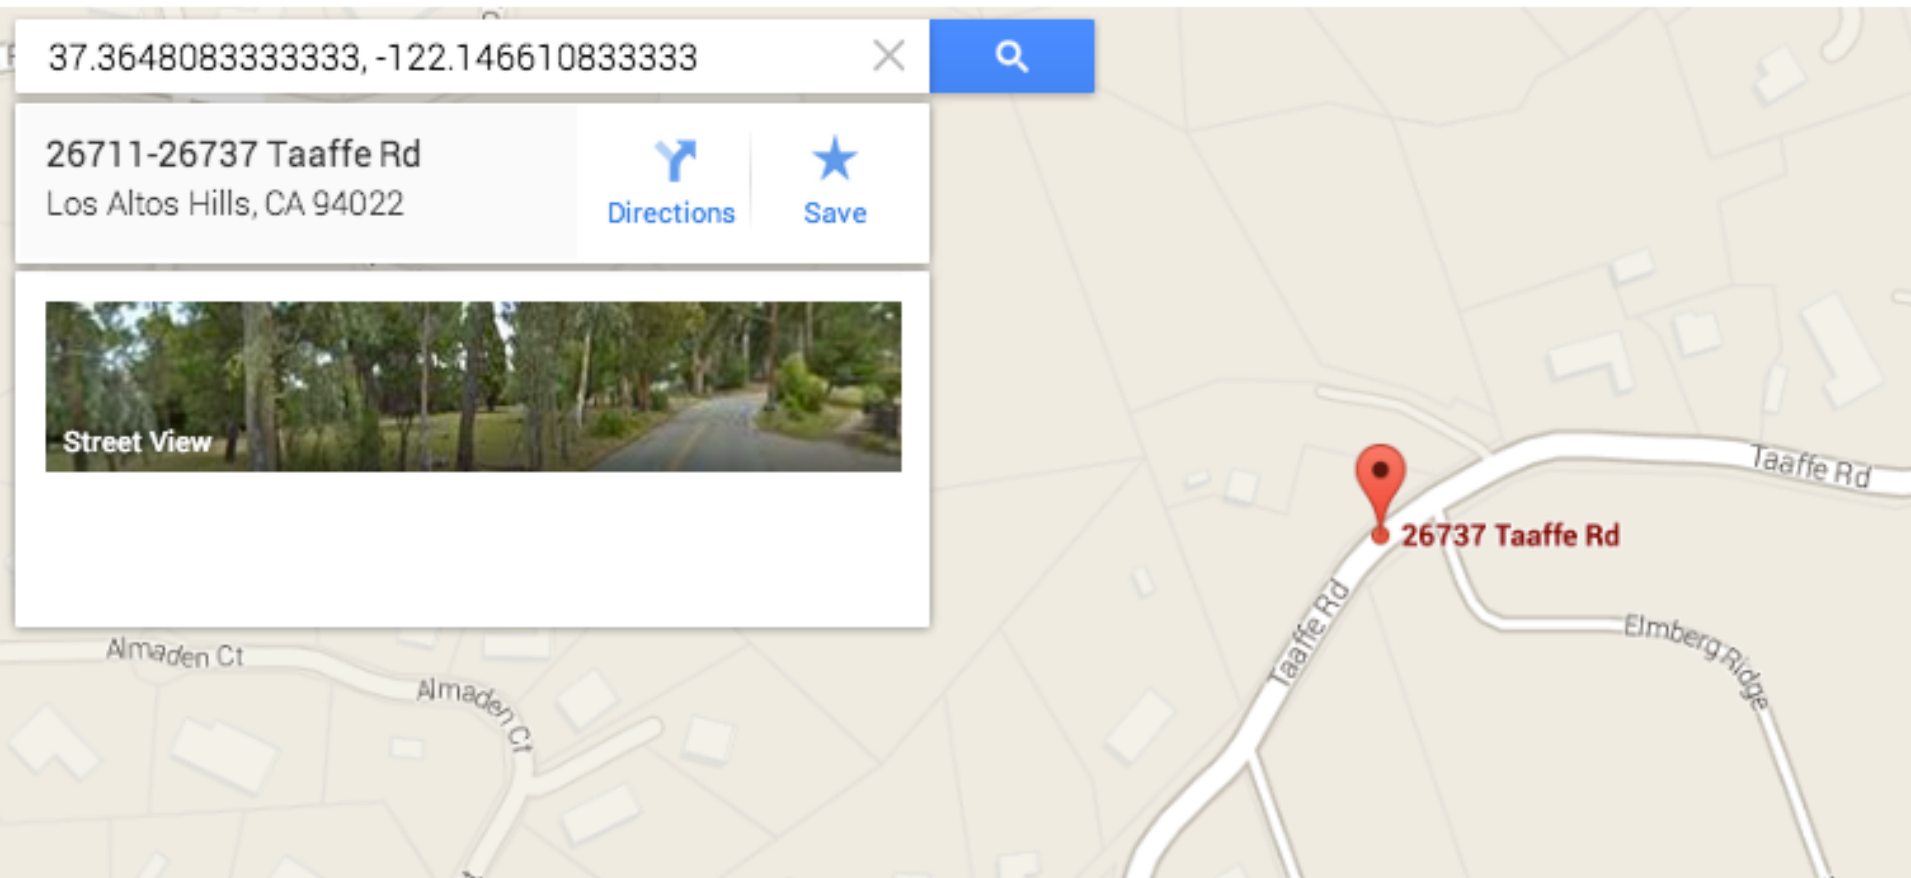 37.3648083333333, -122.146610833333
26711-26737 Taaffe Rd
Los Altos Hills, CA 94022
Directions
Save
Street View
Taaffe Rd
26737 Taaffe Rd
Taaffe Rd
Elmberg Ridge
Almaden Ct
Almaden Ct